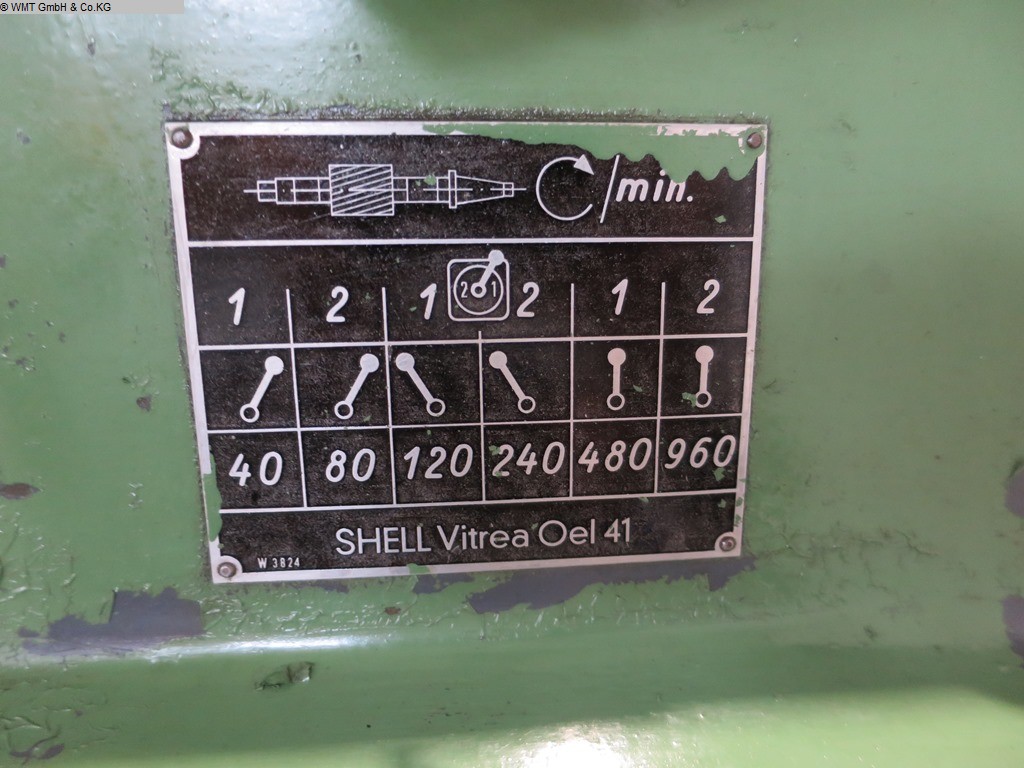 © WMT GmbH & Co.KG
/min.
2 1
1 2 1 2 1 2
40 80 120 240 480 960
SHELL Vitrea Oel 41
W 3824